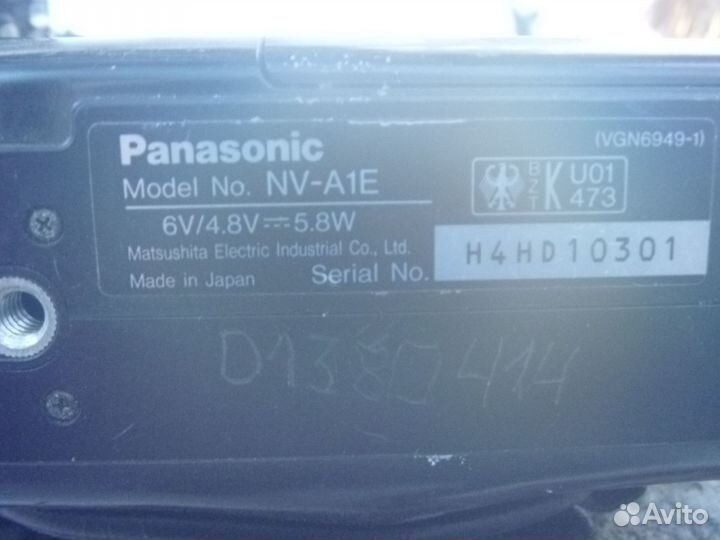 Panasonic
(VGN6949-1)
Model No. NV-A1E
BZT K U01 473
6V/4.8V⎓5.8W
Matsushita Electric Industrial Co., Ltd.
Made in Japan Serial No. H4HD10301
D1380414
Avito